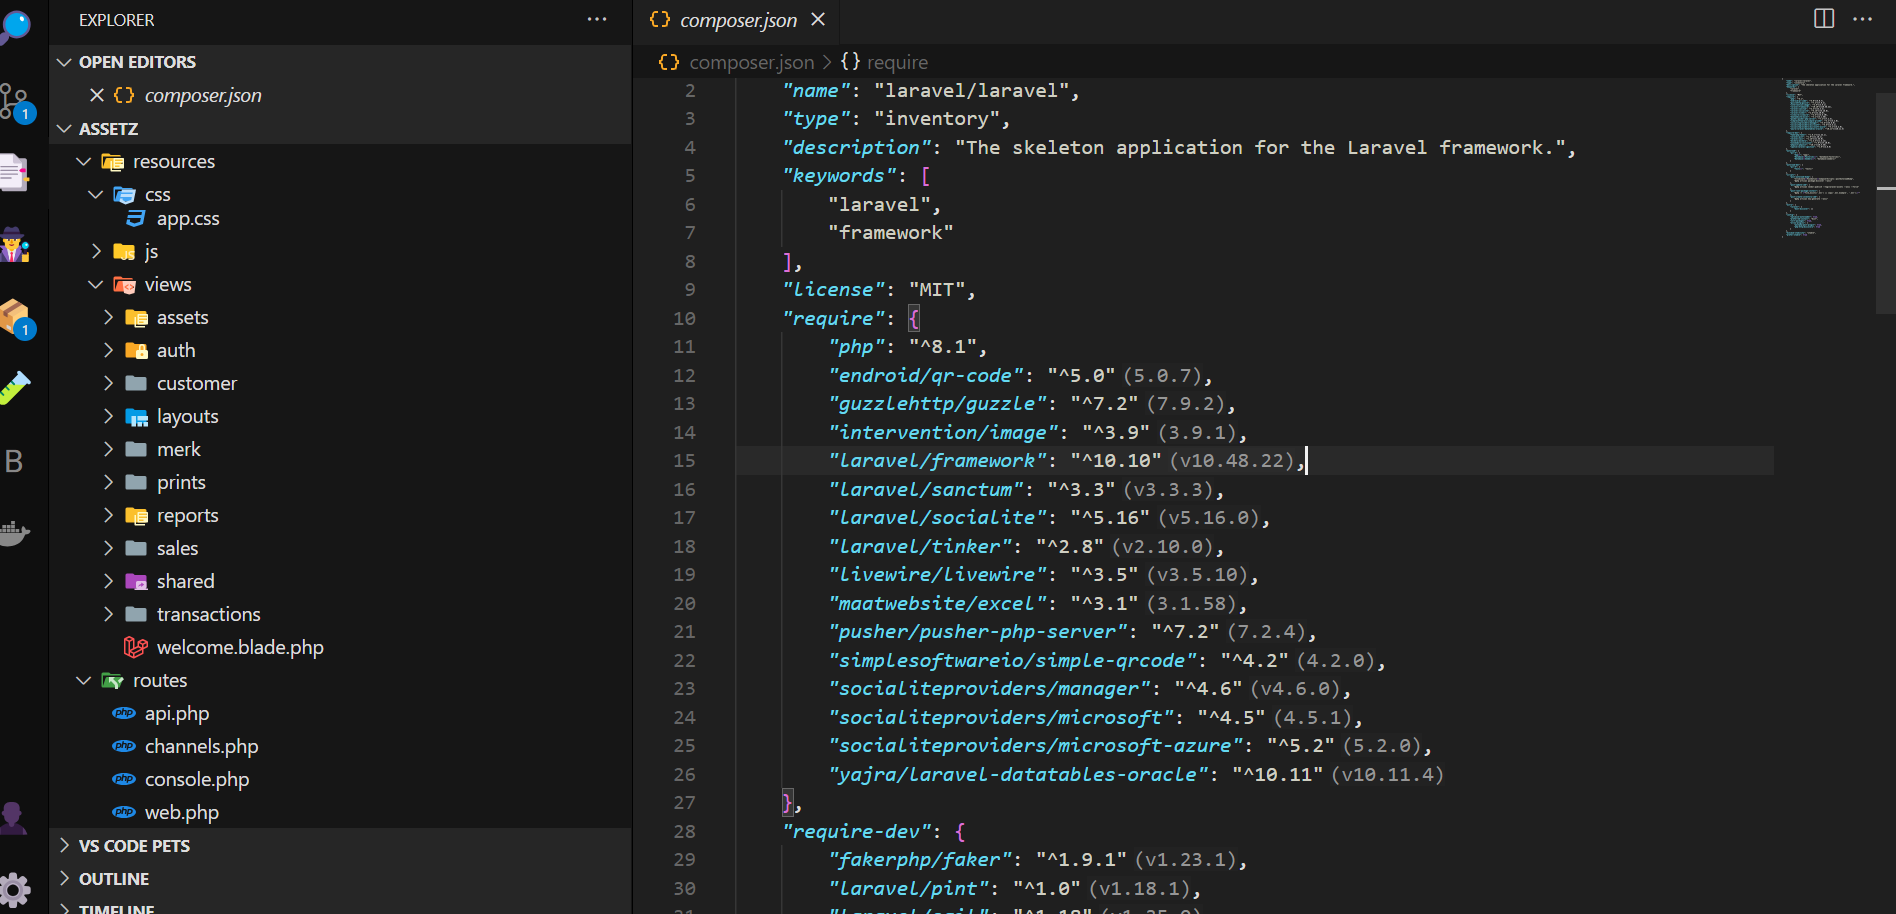 EXPLORER
OPEN EDITORS
composer.json
ASSETZ
resources
css
app.css
js
views
assets
auth
customer
layouts
merk
prints
reports
sales
shared
transactions
welcome.blade.php
routes
api.php
channels.php
console.php
web.php
VS CODE PETS
OUTLINE
TIMELINE
1
1
B
composer.json
{} composer.json > {} require
2 "name": "laravel/laravel",
3 "type": "inventory",
4 "description": "The skeleton application for the Laravel framework.",
5 "keywords": [
6 "laravel",
7 "framework"
8 ],
9 "license": "MIT",
10 "require": {
11 "php": "^8.1",
12 "endroid/qr-code": "^5.0" (5.0.7),
13 "guzzlehttp/guzzle": "^7.2" (7.9.2),
14 "intervention/image": "^3.9" (3.9.1),
15 "laravel/framework": "^10.10" (v10.48.22),
16 "laravel/sanctum": "^3.3" (v3.3.3),
17 "laravel/socialite": "^5.16" (v5.16.0),
18 "laravel/tinker": "^2.8" (v2.10.0),
19 "livewire/livewire": "^3.5" (v3.5.10),
20 "maatwebsite/excel": "^3.1" (3.1.58),
21 "pusher/pusher-php-server": "^7.2" (7.2.4),
22 "simplesoftwareio/simple-qrcode": "^4.2" (4.2.0),
23 "socialiteproviders/manager": "^4.6" (v4.6.0),
24 "socialiteproviders/microsoft": "^4.5" (4.5.1),
25 "socialiteproviders/microsoft-azure": "^5.2" (5.2.0),
26 "yajra/laravel-datatables-oracle": "^10.11" (v10.11.4)
27 },
28 "require-dev": {
29 "fakerphp/faker": "^1.9.1" (v1.23.1),
30 "laravel/pint": "^1.0" (v1.18.1),